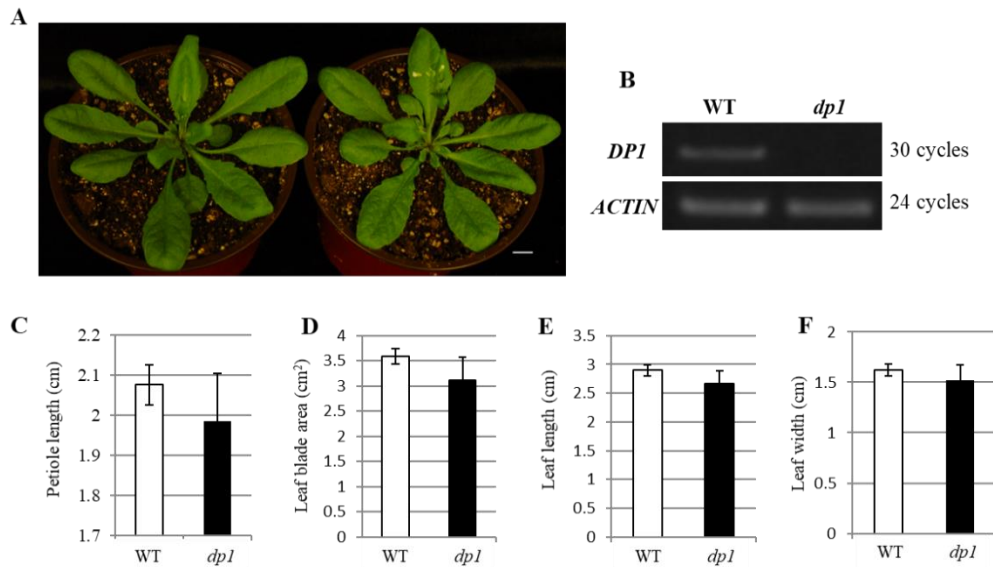 A
B
WT dp1
DP1 30 cycles
ACTIN 24 cycles
C
Petiole length (cm)
2.2
2.1
2
1.9
1.8
1.7
WT dp1
D
Leaf blade area (cm²)
4
3.5
3
2.5
2
1.5
1
0.5
0
WT dp1
E
Leaf length (cm)
3.5
3
2.5
2
1.5
1
0.5
0
WT dp1
F
Leaf width (cm)
2
1.5
1
0.5
0
WT dp1